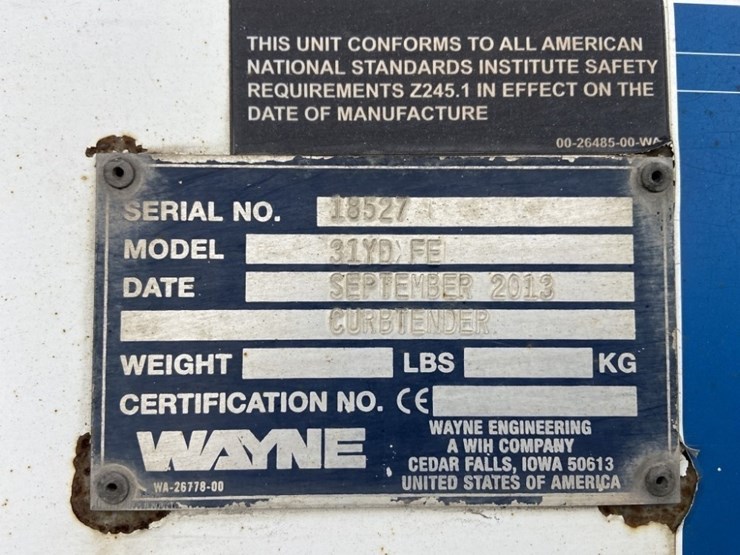 THIS UNIT CONFORMS TO ALL AMERICAN
NATIONAL STANDARDS INSTITUTE SAFETY
REQUIREMENTS Z245.1 IN EFFECT ON THE
DATE OF MANUFACTURE
00-26485-00-WA
SERIAL NO. 18527
MODEL 31YD FE
DATE SEPTEMBER 2013
CURBTENDER
WEIGHT LBS KG
CERTIFICATION NO. CE
WAYNE
WA-26778-00
WAYNE ENGINEERING
A WIH COMPANY
CEDAR FALLS, IOWA 50613
UNITED STATES OF AMERICA